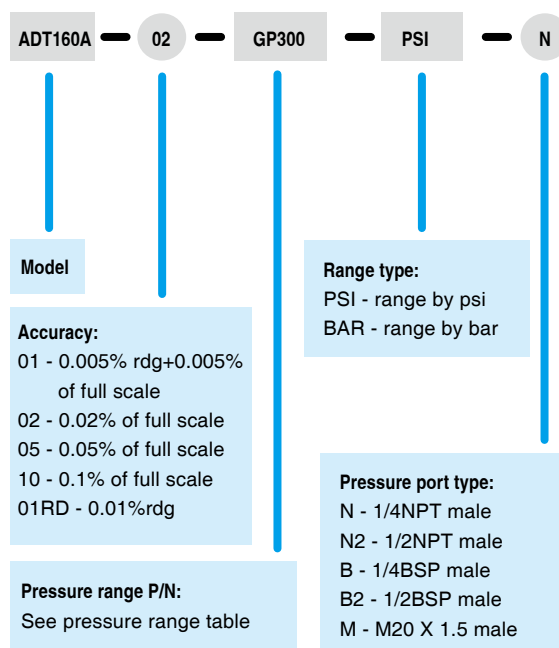 ADT160A 02 GP300 PSI N
Model
Accuracy:
01 - 0.005% rdg+0.005%
of full scale
02 - 0.02% of full scale
05 - 0.05% of full scale
10 - 0.1% of full scale
01RD - 0.01%rdg
Pressure range P/N:
See pressure range table
Range type:
PSI - range by psi
BAR - range by bar
Pressure port type:
N - 1/4NPT male
N2 - 1/2NPT male
B - 1/4BSP male
B2 - 1/2BSP male
M - M20 X 1.5 male